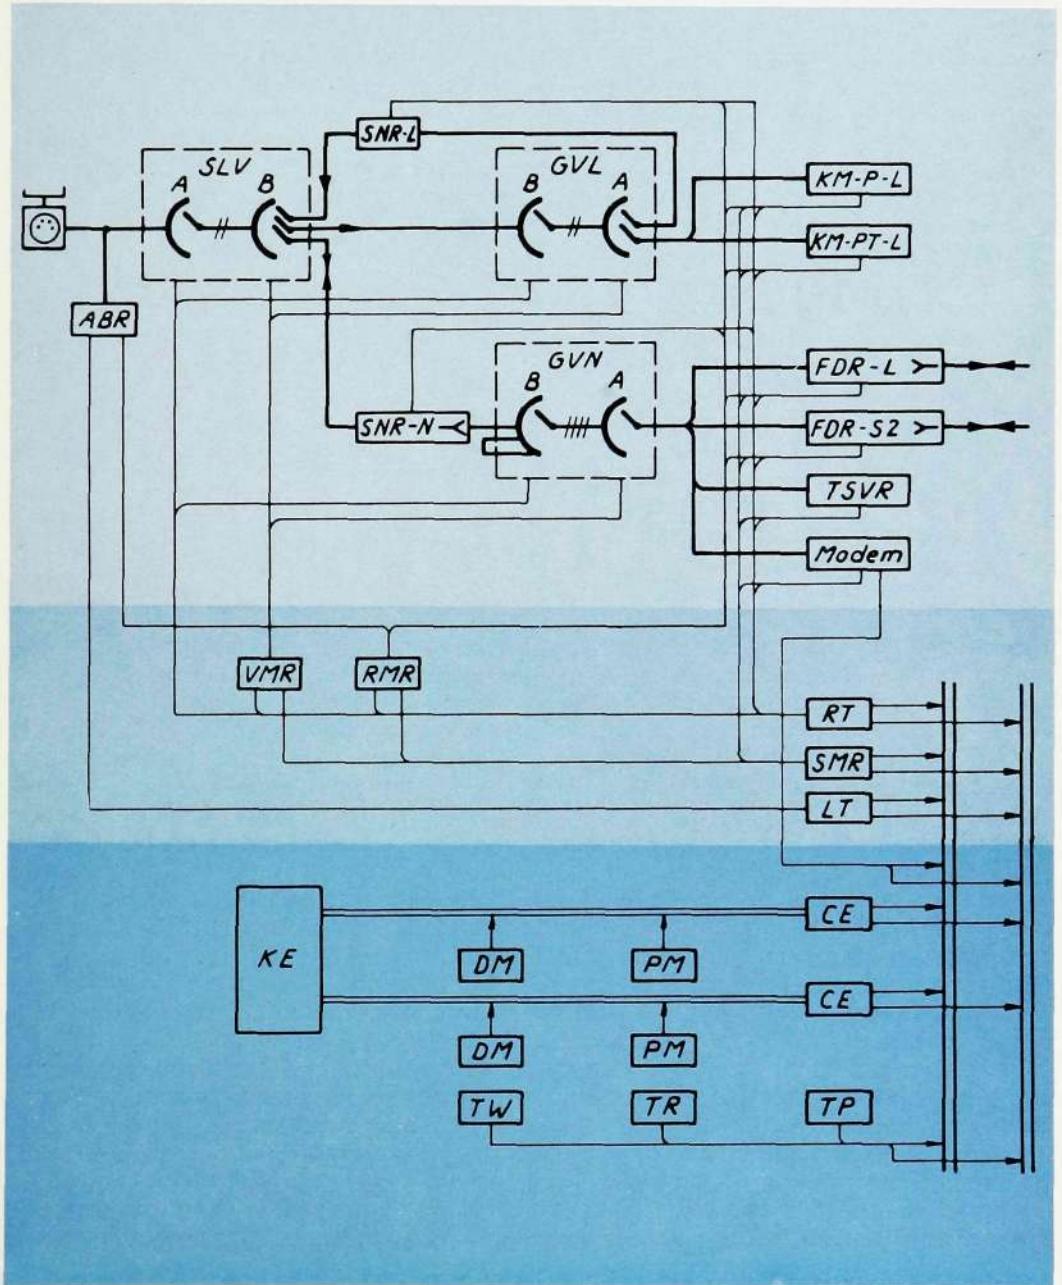 SNR-L
SLV
GVL
A B
B A
KM-P-L
KM-PT-L
ABR
GVN
B A
FDR-L
SNR-N
FDR-S2
TSVR
Modem
VMR
RMR
RT
SMR
LT
KE
CE
DM
PM
CE
DM
PM
TW
TR
TP